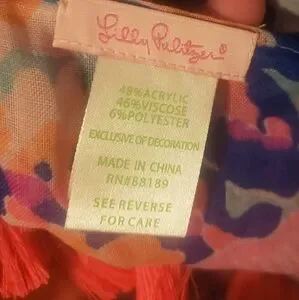 Lilly Pulitzer®
48%ACRYLIC
46%VISCOSE
6%POLYESTER
EXCLUSIVE OF DECORATION
MADE IN CHINA
RN#88189
SEE REVERSE
FOR CARE